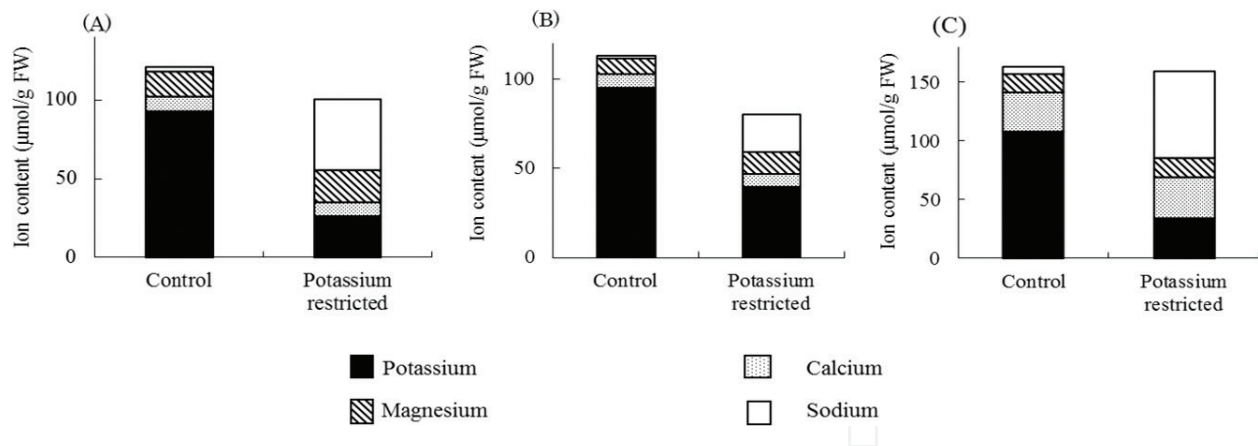 (A)
Ion content (μmol/g FW)
100
50
0
Control
Potassium
restricted
(B)
Ion content (μmol/g FW)
100
50
0
Control
Potassium
restricted
(C)
Ion content (μmol/g FW)
150
100
50
0
Control
Potassium
restricted
Potassium
Calcium
Magnesium
Sodium